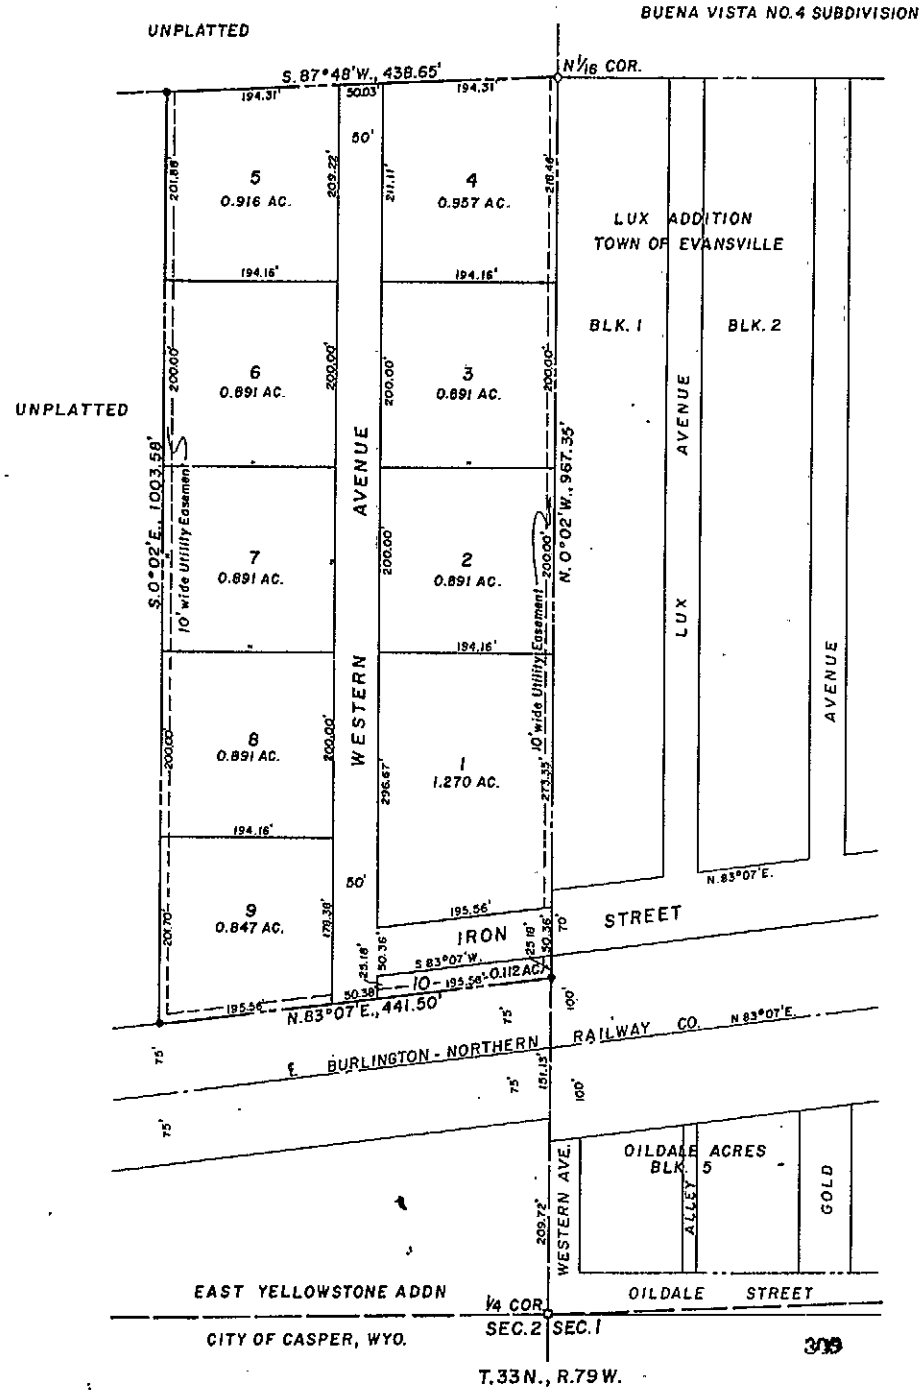 BUENA VISTA NO.4 SUBDIVISION
UNPLATTED
S. 87°48'W., 438.65'
N 1/16 COR.
194.31'
50.03'
194.31'
50'
201.88'
5
0.916 AC.
209.22'
211.11'
4
0.957 AC.
218.46'
LUX ADDITION
TOWN OF EVANSVILLE
194.16'
194.16'
BLK. 1
BLK. 2
200.00'
6
0.891 AC.
200.00'
200.00'
3
0.891 AC.
200.00'
UNPLATTED
S. 0°02'E., 1003.58'
10' wide Utility Easement
WESTERN AVENUE
N. 0°02'W., 967.35'
LUX AVENUE
"
"
"
7
0.891 AC.
"
200.00'
2
0.891 AC.
200.00'
10' wide Utility Easement
"
194.16'
AVENUE
200.00'
8
0.891 AC.
200.00'
296.67'
1
1.270 AC.
273.35'
194.16'
50'
N. 83°07'E.
201.70'
9
0.847 AC.
178.38'
195.56'
IRON STREET
25.18'
50.36'
S 83°07'W.
25.18'
50.36'
70'
10 - 195.56' - 0.112 AC.
195.56'
50.38'
N. 83°07'E., 441.50'
75'
75'
100'
℄ BURLINGTON - NORTHERN RAILWAY CO. N 83°07'E.
75'
75'
151.13'
100'
OILDALE ACRES
BLK. 5
WESTERN AVE.
ALLEY
GOLD
209.72'
EAST YELLOWSTONE ADDN
1/4 COR.
OILDALE STREET
CITY OF CASPER, WYO.
SEC. 2 SEC. 1
309
T. 33 N., R. 79 W.